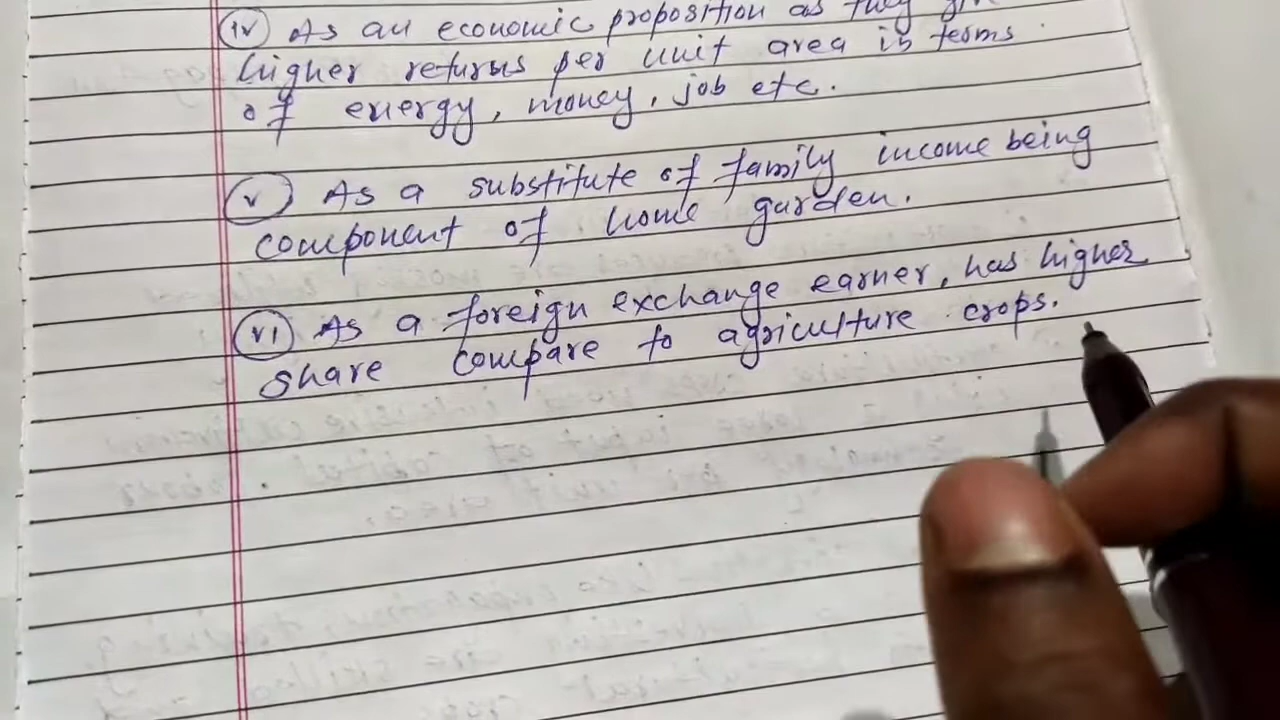 (iv) As an economic proposition as they
higher returns per unit area in terms
of energy, money, job etc.
(v) As a substitute of family income being
component of home garden.
(vi) As a foreign exchange earner, has higher
share compare to agriculture crops.